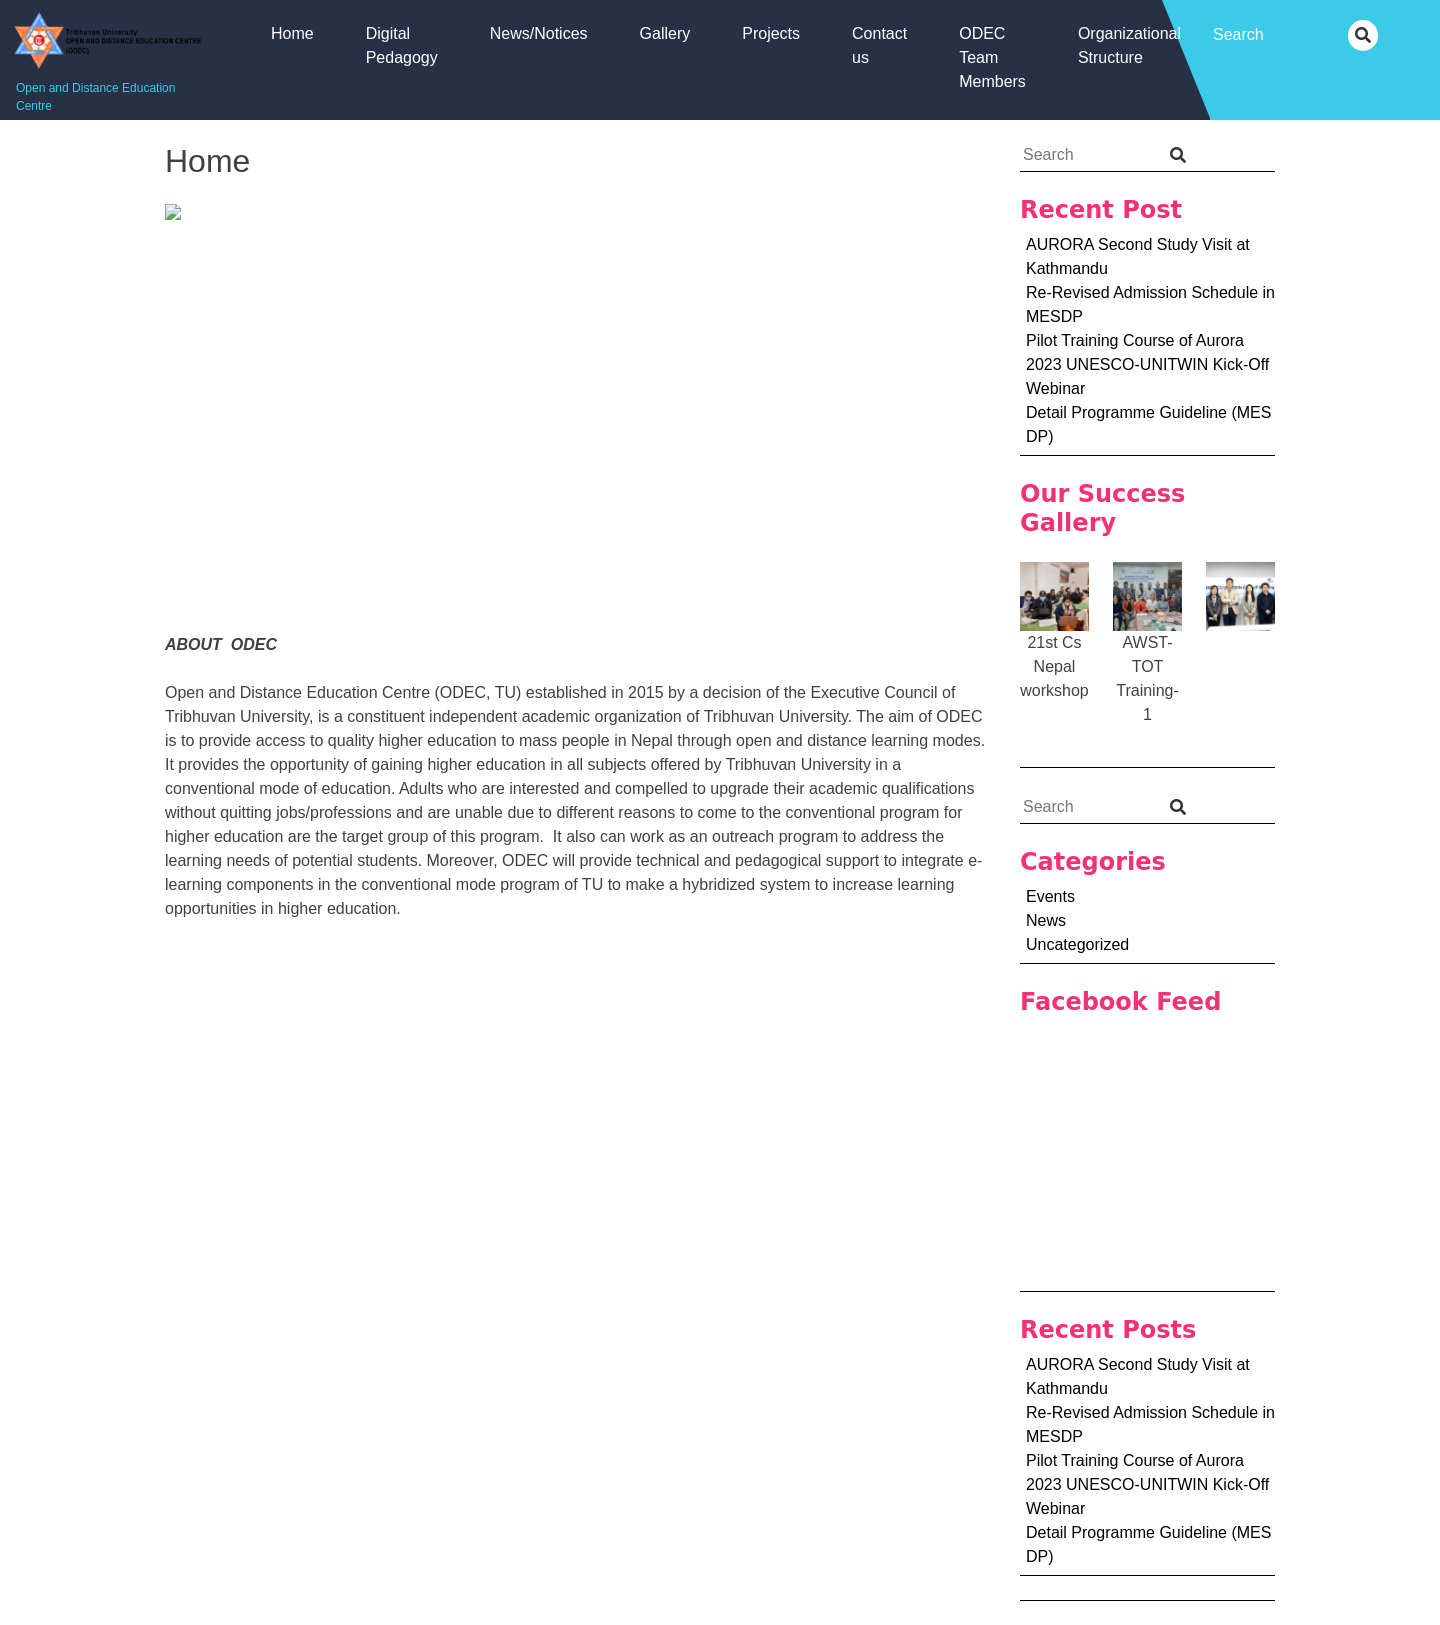 Tribhuvan University
OPEN AND DISTANCE EDUCATION CENTRE
(ODEC)
Open and Distance Education
Centre
Home
Digital
Pedagogy
News/Notices
Gallery
Projects
Contact
us
ODEC
Team
Members
Organizational
Structure
Search
Home
ABOUT  ODEC
Open and Distance Education Centre (ODEC, TU) established in 2015 by a decision of the Executive Council of
Tribhuvan University, is a constituent independent academic organization of Tribhuvan University. The aim of ODEC
is to provide access to quality higher education to mass people in Nepal through open and distance learning modes.
It provides the opportunity of gaining higher education in all subjects offered by Tribhuvan University in a
conventional mode of education. Adults who are interested and compelled to upgrade their academic qualifications
without quitting jobs/professions and are unable due to different reasons to come to the conventional program for
higher education are the target group of this program.  It also can work as an outreach program to address the
learning needs of potential students. Moreover, ODEC will provide technical and pedagogical support to integrate e-
learning components in the conventional mode program of TU to make a hybridized system to increase learning
opportunities in higher education.
Search
Recent Post
AURORA Second Study Visit at
Kathmandu
Re-Revised Admission Schedule in
MESDP
Pilot Training Course of Aurora
2023 UNESCO-UNITWIN Kick-Off
Webinar
Detail Programme Guideline (MES
DP)
Our Success
Gallery
21st Cs
Nepal
workshop
AWST-
TOT
Training-
1
Search
Categories
Events
News
Uncategorized
Facebook Feed
Recent Posts
AURORA Second Study Visit at
Kathmandu
Re-Revised Admission Schedule in
MESDP
Pilot Training Course of Aurora
2023 UNESCO-UNITWIN Kick-Off
Webinar
Detail Programme Guideline (MES
DP)